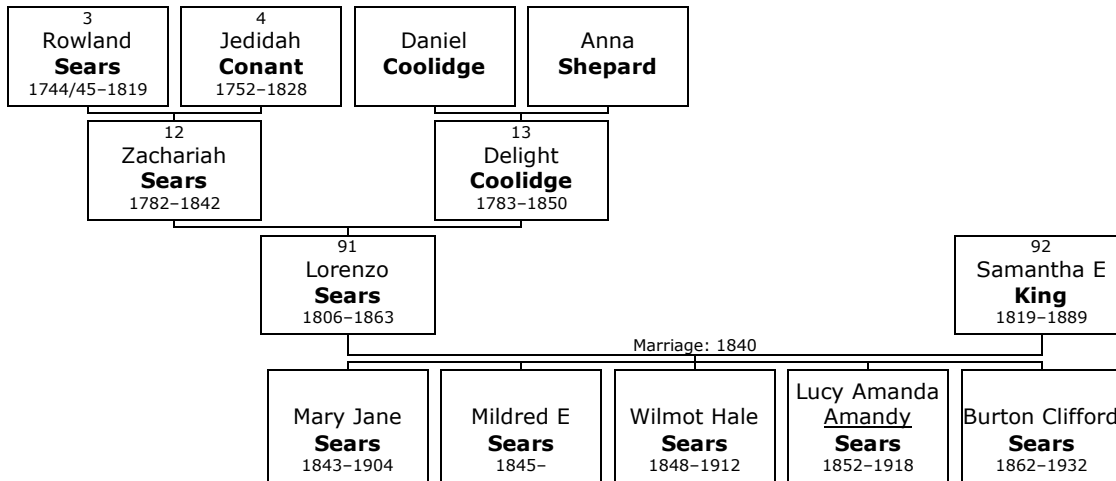 3
Rowland
Sears
1744/45–1819
4
Jedidah
Conant
1752–1828
Daniel
Coolidge
Anna
Shepard
12
Zachariah
Sears
1782–1842
13
Delight
Coolidge
1783–1850
91
Lorenzo
Sears
1806–1863
92
Samantha E
King
1819–1889
Marriage: 1840
Mary Jane
Sears
1843–1904
Mildred E
Sears
1845–
Wilmot Hale
Sears
1848–1912
Lucy Amanda
Amandy
Sears
1852–1918
Burton Clifford
Sears
1862–1932